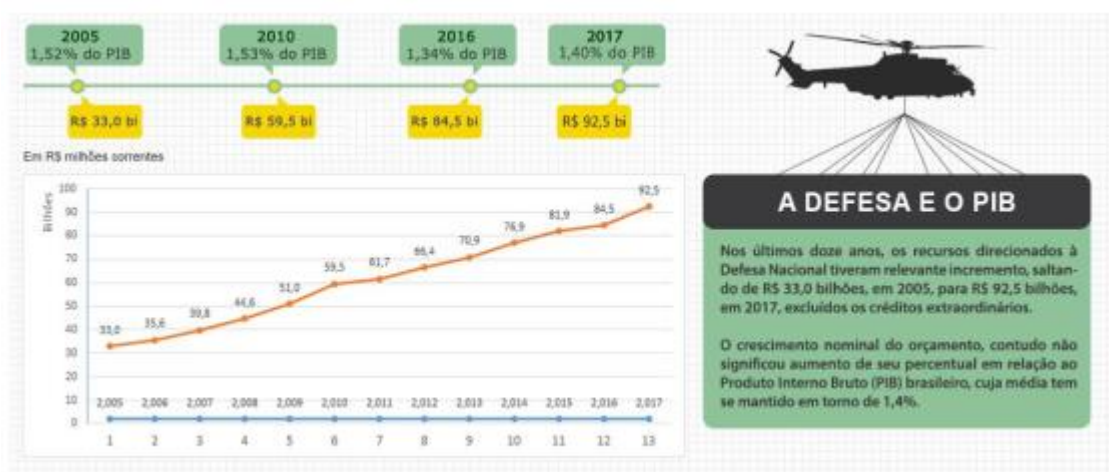 2005
1,52% do PIB
2010
1,53% do PIB
2016
1,34% do PIB
2017
1,40% do PIB
R$ 33,0 bi
R$ 59,5 bi
R$ 84,5 bi
R$ 92,5 bi
Em R$ milhões correntes
Bilhões
100
90
80
70
60
50
40
30
20
10
0
33,0
35,6
39,8
44,6
51,0
59,5
61,7
66,4
70,9
76,9
81,9
84,5
92,5
2,005 2,006 2,007 2,008 2,009 2,010 2,011 2,012 2,013 2,014 2,015 2,016 2,017
1 2 3 4 5 6 7 8 9 10 11 12 13
A DEFESA E O PIB
Nos últimos doze anos, os recursos direcionados à
Defesa Nacional tiveram relevante incremento, saltan-
do de R$ 33,0 bilhões, em 2005, para R$ 92,5 bilhões,
em 2017, excluídos os créditos extraordinários.
O crescimento nominal do orçamento, contudo não
significou aumento de seu percentual em relação ao
Produto Interno Bruto (PIB) brasileiro, cuja média tem
se mantido em torno de 1,4%.